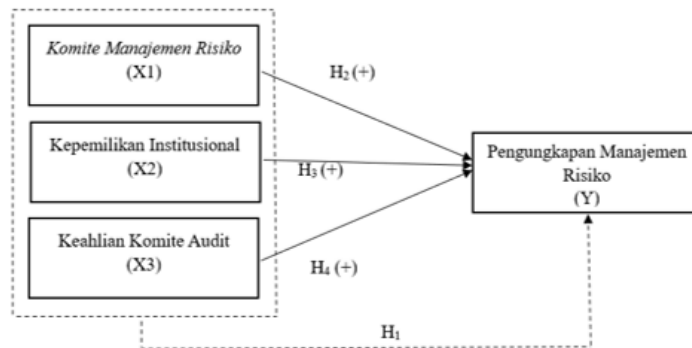 Komite Manajemen Risiko
(X1)
H₂ (+)
Kepemilikan Institusional
(X2)
H₃ (+)
Pengungkapan Manajemen
Risiko
(Y)
Keahlian Komite Audit
(X3)
H₄ (+)
H₁